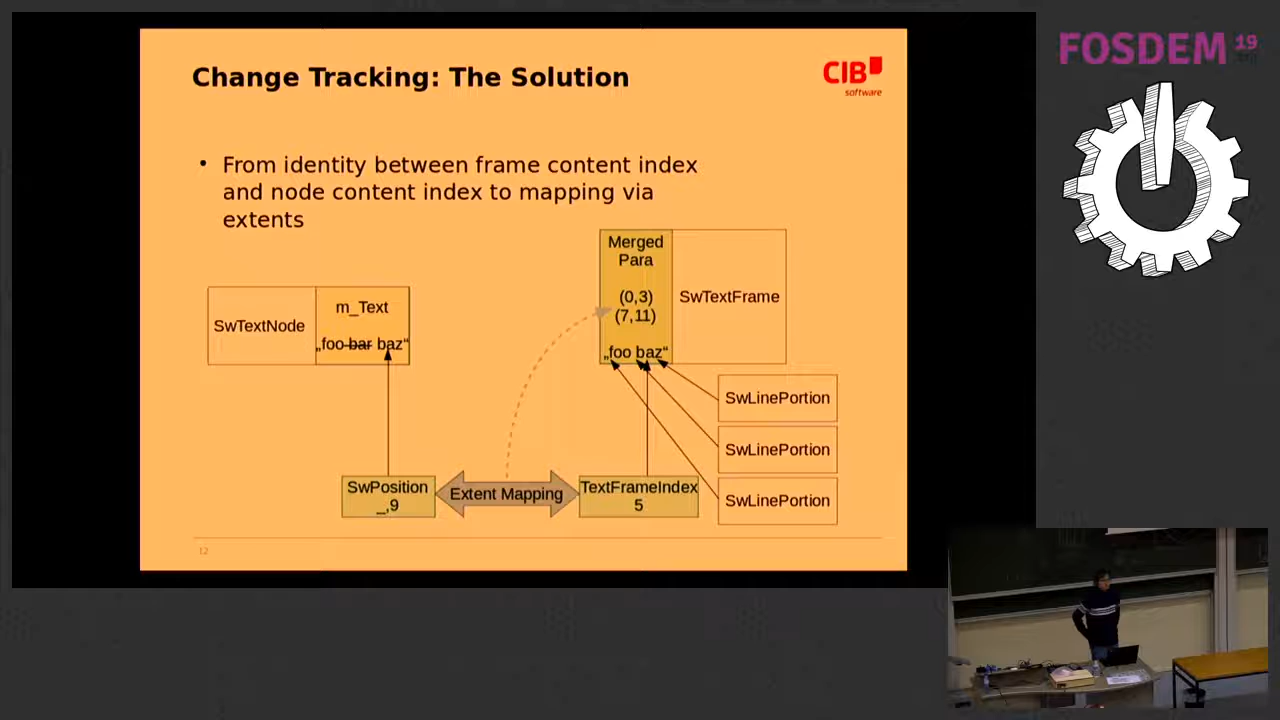 FOSDEM 19
.org
Change Tracking: The Solution
CIB
software
• From identity between frame content index
and node content index to mapping via
extents
Merged
Para
(0,3)
(7,11)
„foo baz“
SwTextFrame
SwTextNode
m_Text
„foo bar baz“
SwLinePortion
SwLinePortion
SwLinePortion
SwPosition
_,9
Extent Mapping
TextFrameIndex
5
12